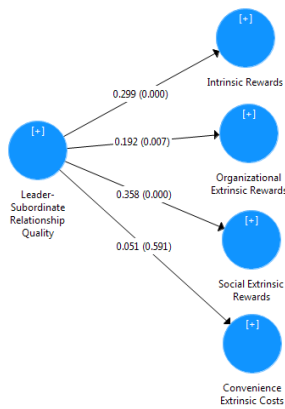 [+]
Intrinsic Rewards
0.299 (0.000)
[+]
0.192 (0.007)
[+]
Organizational
Extrinsic Rewards
Leader-
Subordinate
Relationship
Quality
0.358 (0.000)
[+]
0.051 (0.591)
Social Extrinsic
Rewards
[+]
Convenience
Extrinsic Costs